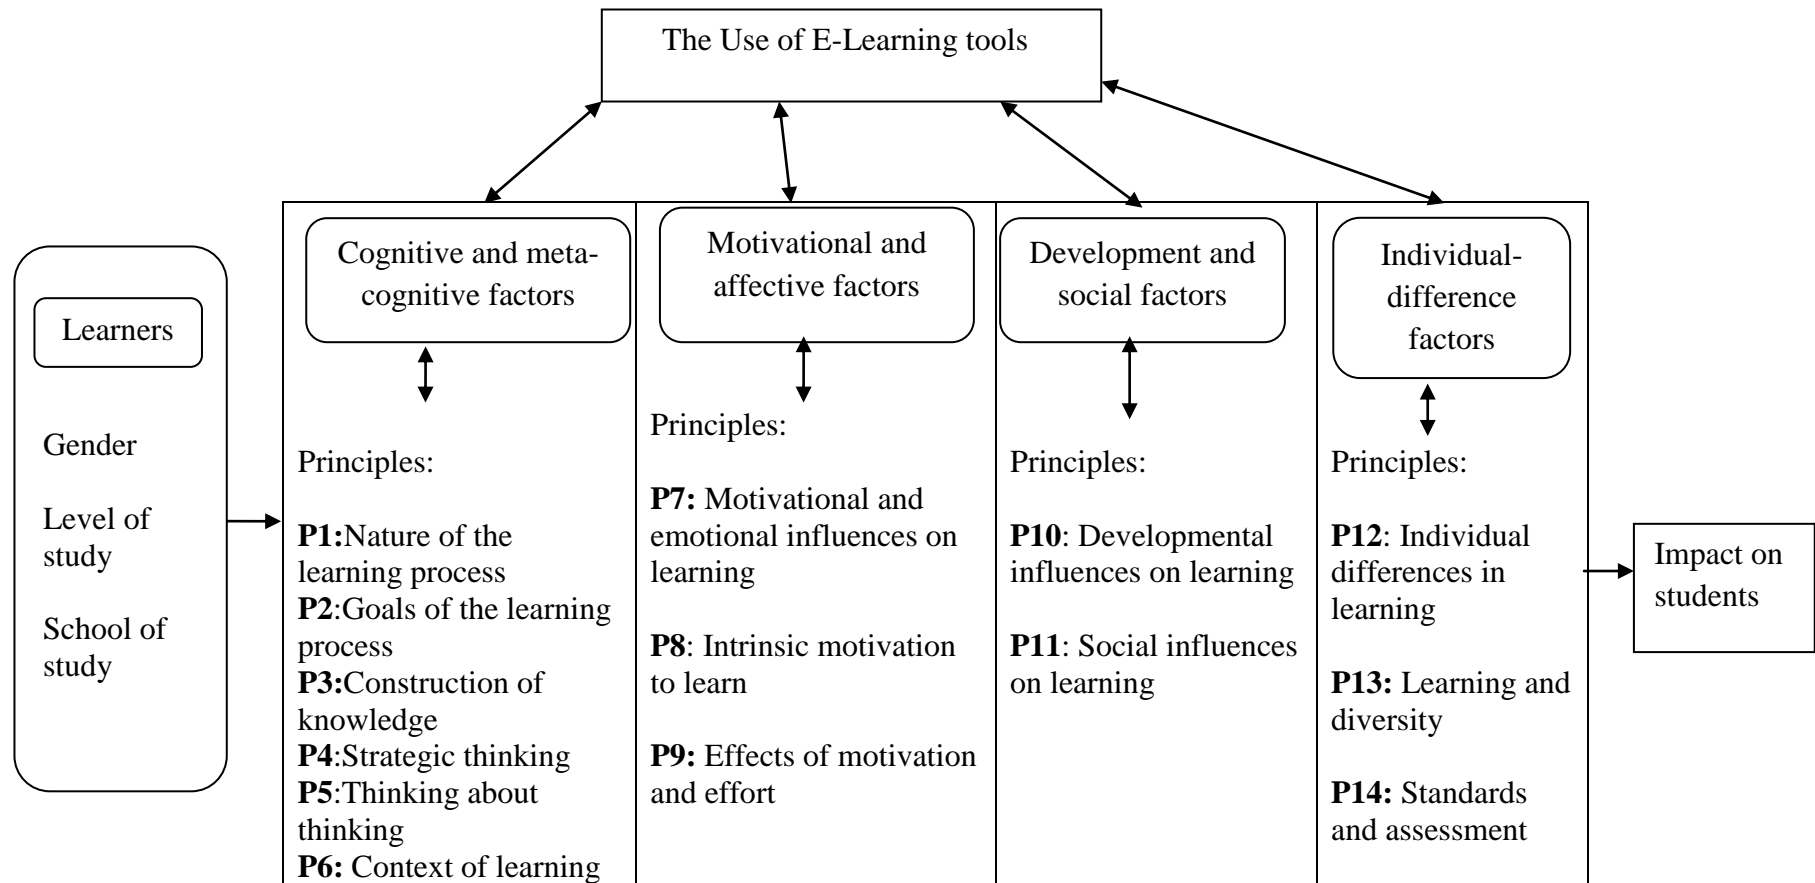 The Use of E-Learning tools
Learners
Gender
Level of
study
School of
study
Cognitive and meta-
cognitive factors
Principles:
P1:Nature of the
learning process
P2:Goals of the learning
process
P3:Construction of
knowledge
P4:Strategic thinking
P5:Thinking about
thinking
P6: Context of learning
Motivational and
affective factors
Principles:
P7: Motivational and
emotional influences on
learning
P8: Intrinsic motivation
to learn
P9: Effects of motivation
and effort
Development and
social factors
Principles:
P10: Developmental
influences on learning
P11: Social influences
on learning
Individual-
difference
factors
Principles:
P12: Individual
differences in
learning
P13: Learning and
diversity
P14: Standards
and assessment
Impact on
students